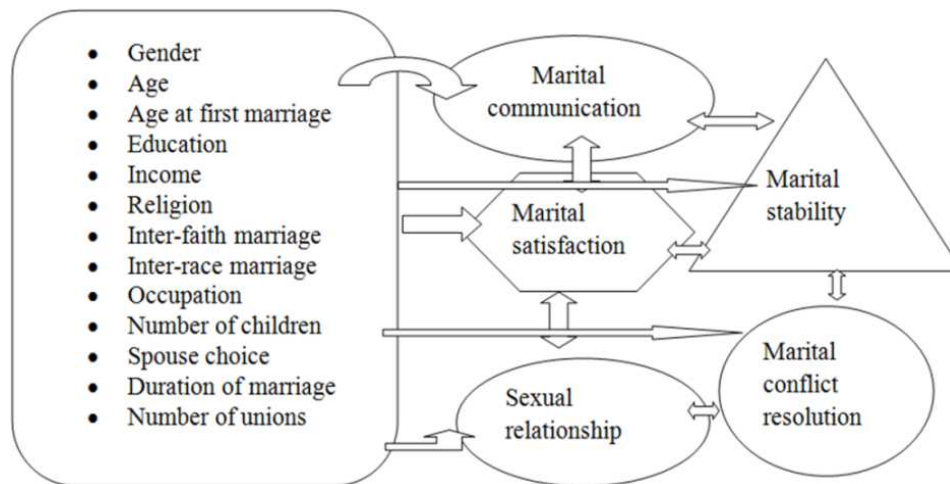 Gender
Age
Age at first marriage
Education
Income
Religion
Inter-faith marriage
Inter-race marriage
Occupation
Number of children
Spouse choice
Duration of marriage
Number of unions
Marital
communication
Marital
satisfaction
Marital
stability
Sexual
relationship
Marital
conflict
resolution